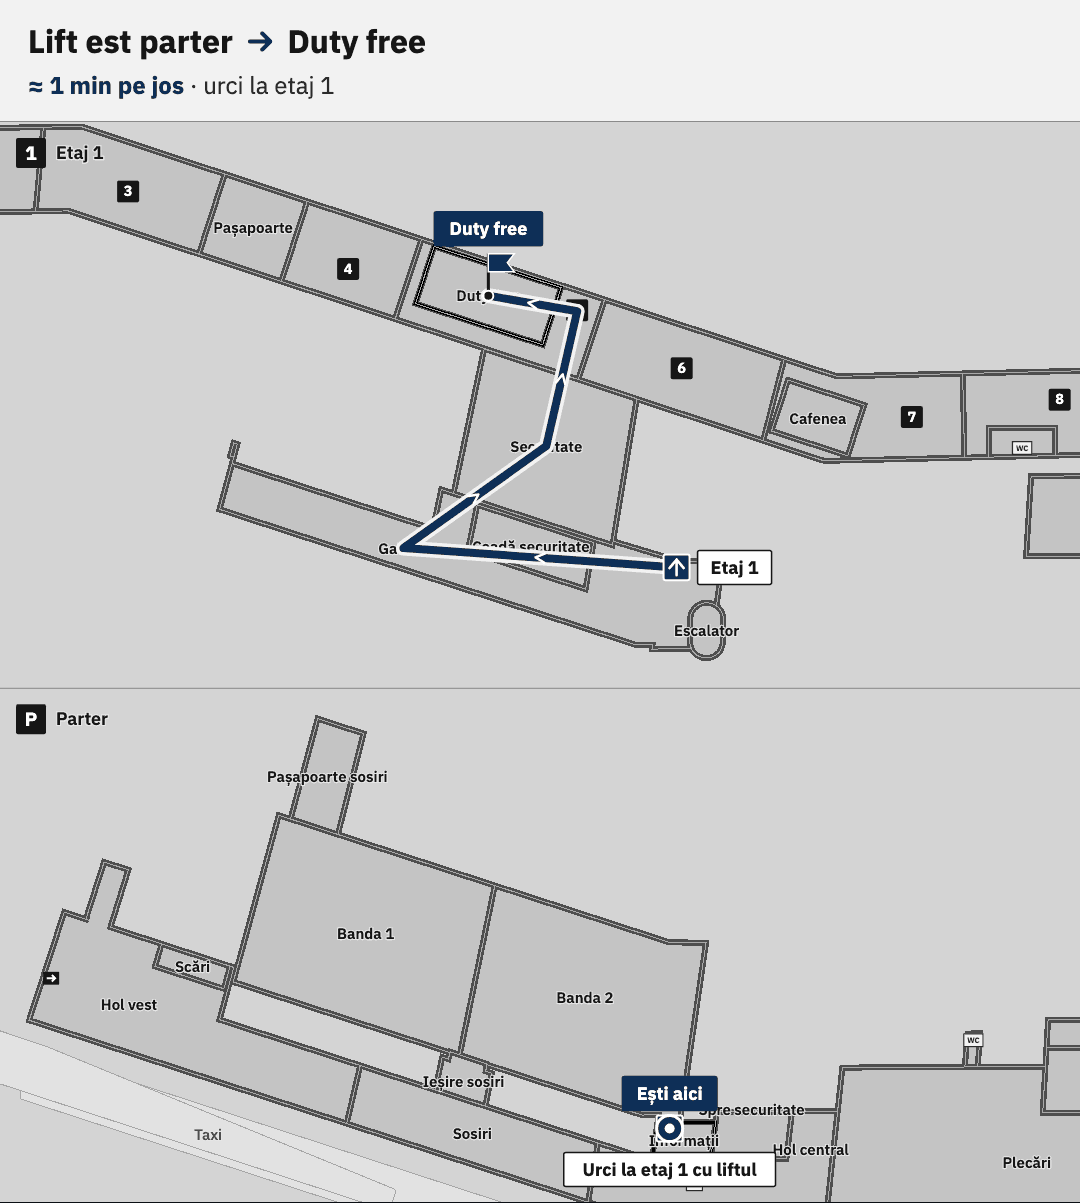 Lift est parter → Duty free
≈ 1 min pe jos · urci la etaj 1
1 Etaj 1
3
Pașapoarte
4
Duty free
6
Cafenea
7
8
WC
Coadă securitate
Etaj 1
Escalator
P Parter
Pașapoarte sosiri
Banda 1
Scări
Banda 2
Hol vest
WC
Ieșire sosiri
Ești aici
Spre securitate
Taxi
Sosiri
Informații
Hol central
Plecări
Urci la etaj 1 cu liftul